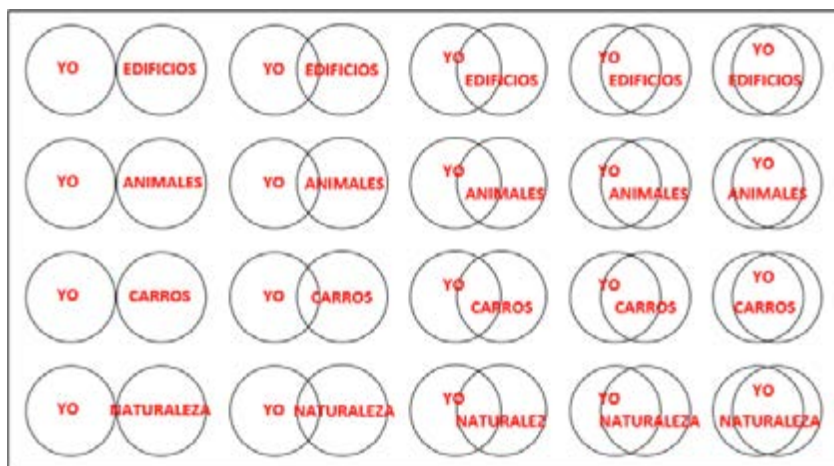 YO EDIFICIOS YO EDIFICIOS YO EDIFICIOS YO EDIFICIOS YO EDIFICIOS
YO ANIMALES YO ANIMALES YO ANIMALES YO ANIMALES YO ANIMALES
YO CARROS YO CARROS YO CARROS YO CARROS YO CARROS
YO NATURALEZA YO NATURALEZA YO NATURALEZ YO NATURALEZA YO NATURALEZA